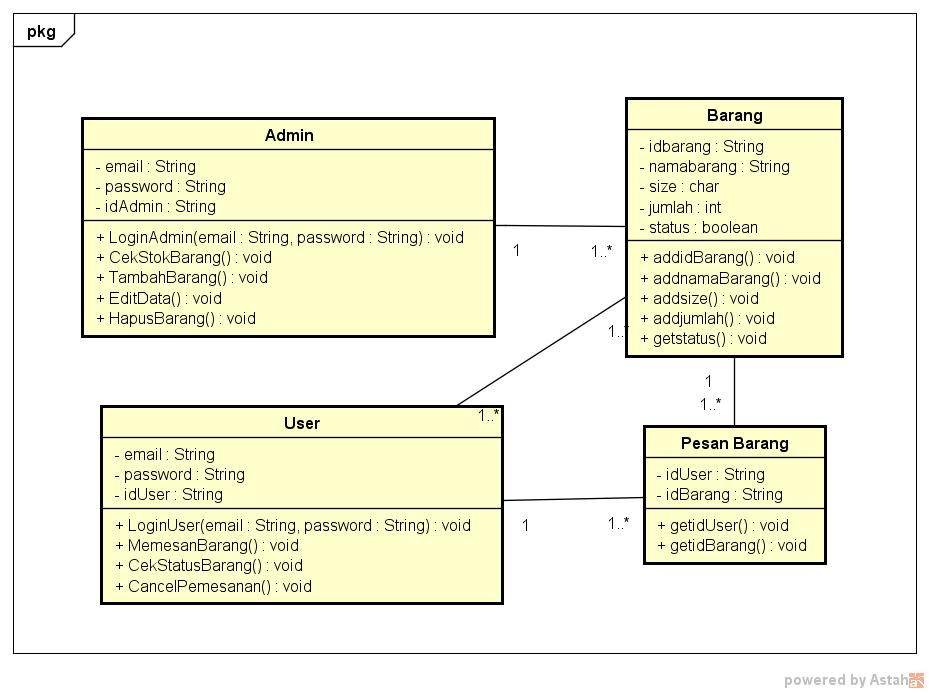 pkg
Admin
- email : String
- password : String
- idAdmin : String
+ LoginAdmin(email : String, password : String) : void
+ CekStokBarang() : void
+ TambahBarang() : void
+ EditData() : void
+ HapusBarang() : void
Barang
- idbarang : String
- namabarang : String
- size : char
- jumlah : int
- status : boolean
+ addidBarang() : void
+ addnamaBarang() : void
+ addsize() : void
+ addjumlah() : void
+ getstatus() : void
1
1..*
1..*
1..*
1
1..*
User
- email : String
- password : String
- idUser : String
+ LoginUser(email : String, password : String) : void
+ MemesanBarang() : void
+ CekStatusBarang() : void
+ CancelPemesanan() : void
1
1..*
Pesan Barang
- idUser : String
- idBarang : String
+ getidUser() : void
+ getidBarang() : void
powered by Astah